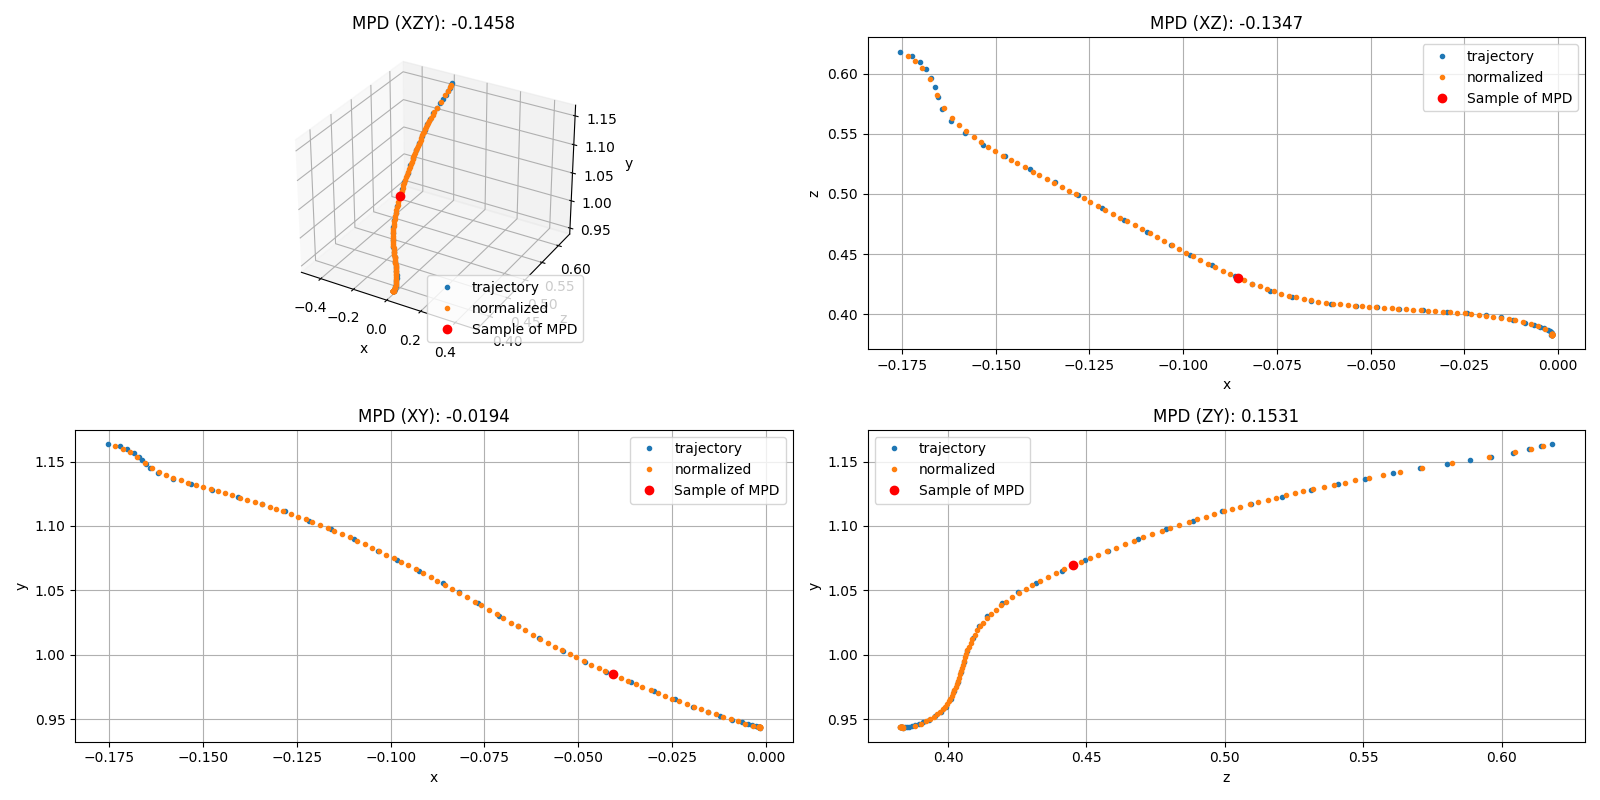 MPD (XZY): -0.1458
1.15
1.10
y
1.05
1.00
0.95
0.60
0.55
0.50
z
0.45
0.40
−0.4
−0.2
0.0
0.2
0.4
x
trajectory
normalized
Sample of MPD
MPD (XZ): -0.1347
trajectory
normalized
Sample of MPD
0.60
0.55
z
0.50
0.45
0.40
−0.175 −0.150 −0.125 −0.100 −0.075 −0.050 −0.025 0.000
x
MPD (XY): -0.0194
trajectory
normalized
Sample of MPD
1.15
1.10
y
1.05
1.00
0.95
−0.175 −0.150 −0.125 −0.100 −0.075 −0.050 −0.025 0.000
x
MPD (ZY): 0.1531
trajectory
normalized
Sample of MPD
1.15
1.10
y
1.05
1.00
0.95
0.40 0.45 0.50 0.55 0.60
z